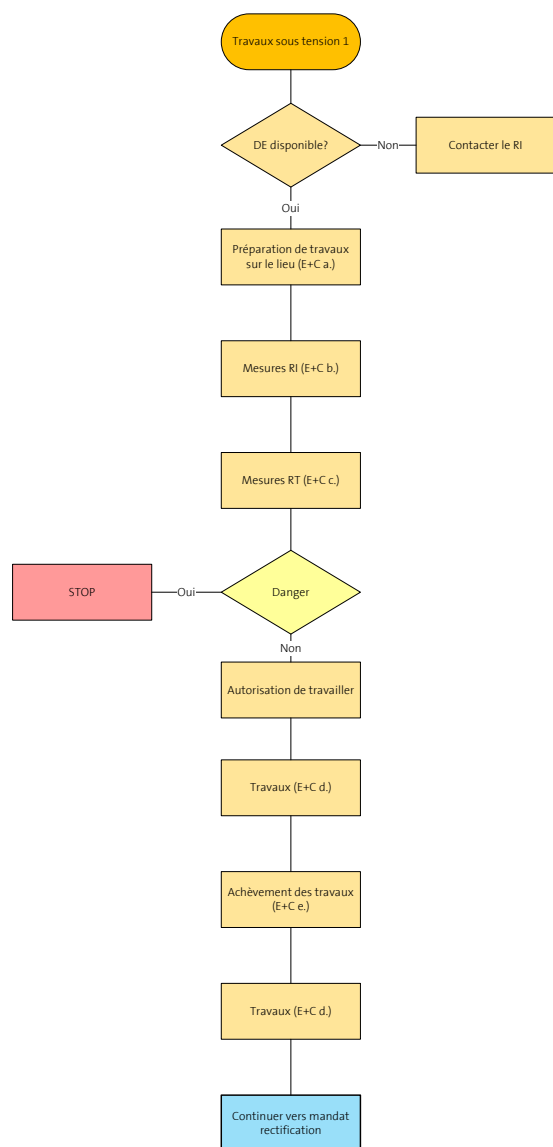 Travaux sous tension 1
DE disponible?
Non
Contacter le RI
Oui
Préparation de travaux
sur le lieu (E+C a.)
Mesures RI (E+C b.)
Mesures RT (E+C c.)
STOP
Oui
Danger
Non
Autorisation de travailler
Travaux (E+C d.)
Achèvement des travaux
(E+C e.)
Travaux (E+C d.)
Continuer vers mandat
rectification